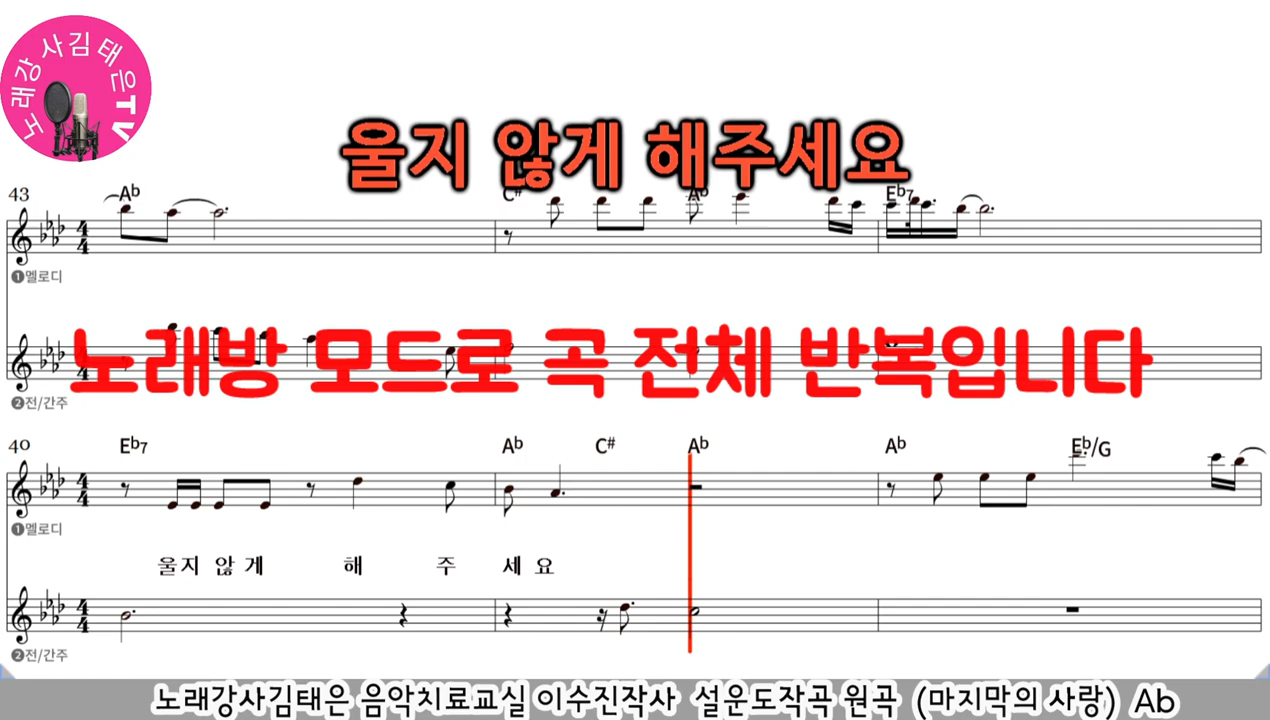 노래강사김태은TV
울지 않게 해주세요
43 Ab C# Ab Eb7
❶멜로디
노래방 모드로 곡 전체 반복입니다
❷전/간주
40 Eb7 Ab C# Ab Ab Eb/G
❶멜로디
울지 않게 해 주 세 요
❷전/간주
노래강사김태은 음악치료교실 이수진작사 설운도작곡 원곡 (마지막의 사랑) Ab